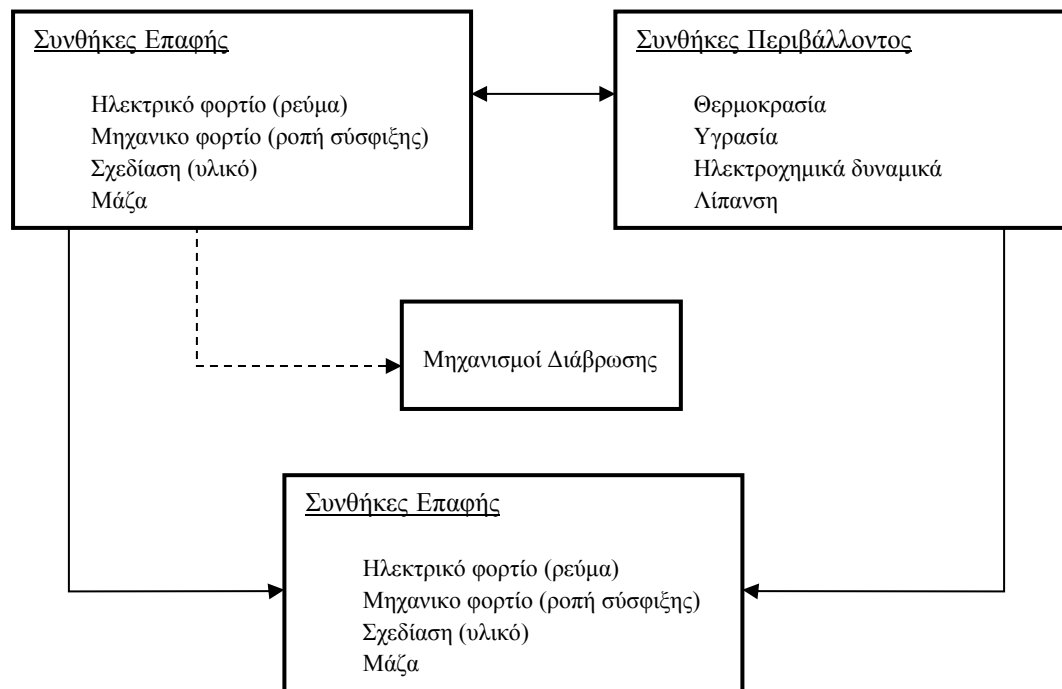 Συνθήκες Επαφής
Ηλεκτρικό φορτίο (ρεύμα)
Μηχανικο φορτίο (ροπή σύσφιξης)
Σχεδίαση (υλικό)
Μάζα
Συνθήκες Περιβάλλοντος
Θερμοκρασία
Υγρασία
Ηλεκτροχημικά δυναμικά
Λίπανση
Μηχανισμοί Διάβρωσης
Συνθήκες Επαφής
Ηλεκτρικό φορτίο (ρεύμα)
Μηχανικο φορτίο (ροπή σύσφιξης)
Σχεδίαση (υλικό)
Μάζα